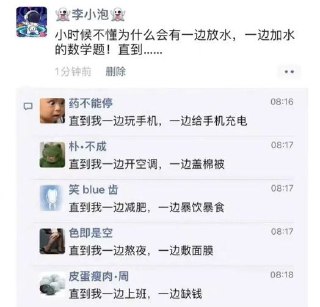 李小泡
小时候不懂为什么会有一边放水，一边加水
的数学题！直到......
1分钟前 删除
药不能停 08:16
直到我一边玩手机，一边给手机充电
朴·不成 08:17
直到我一边开空调，一边盖棉被
笑 blue 齿 08:17
直到我一边减肥，一边暴饮暴食
色即是空 08:17
直到我一边熬夜，一边敷面膜
皮蛋瘦肉·周 08:18
直到我一边上班，一边缺钱